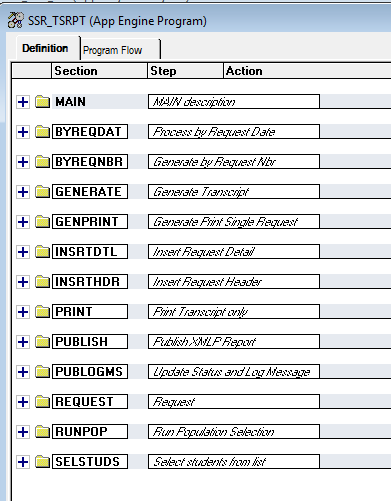 SSR_TSRPT (App Engine Program)
Definition Program Flow
Section Step Action
MAIN MAIN description
BYREQDAT Process by Request Date
BYREQNBR Generate by Request Nbr
GENERATE Generate Transcript
GENPRINT Generate Print Single Request
INSRTDTL Insert Request Detail
INSRTHDR Insert Request Header
PRINT Print Transcript only
PUBLISH Publish XMLP Report
PUBLOGMS Update Status and Log Message
REQUEST Request
RUNPOP Run Population Selection
SELSTUDS Select students from list